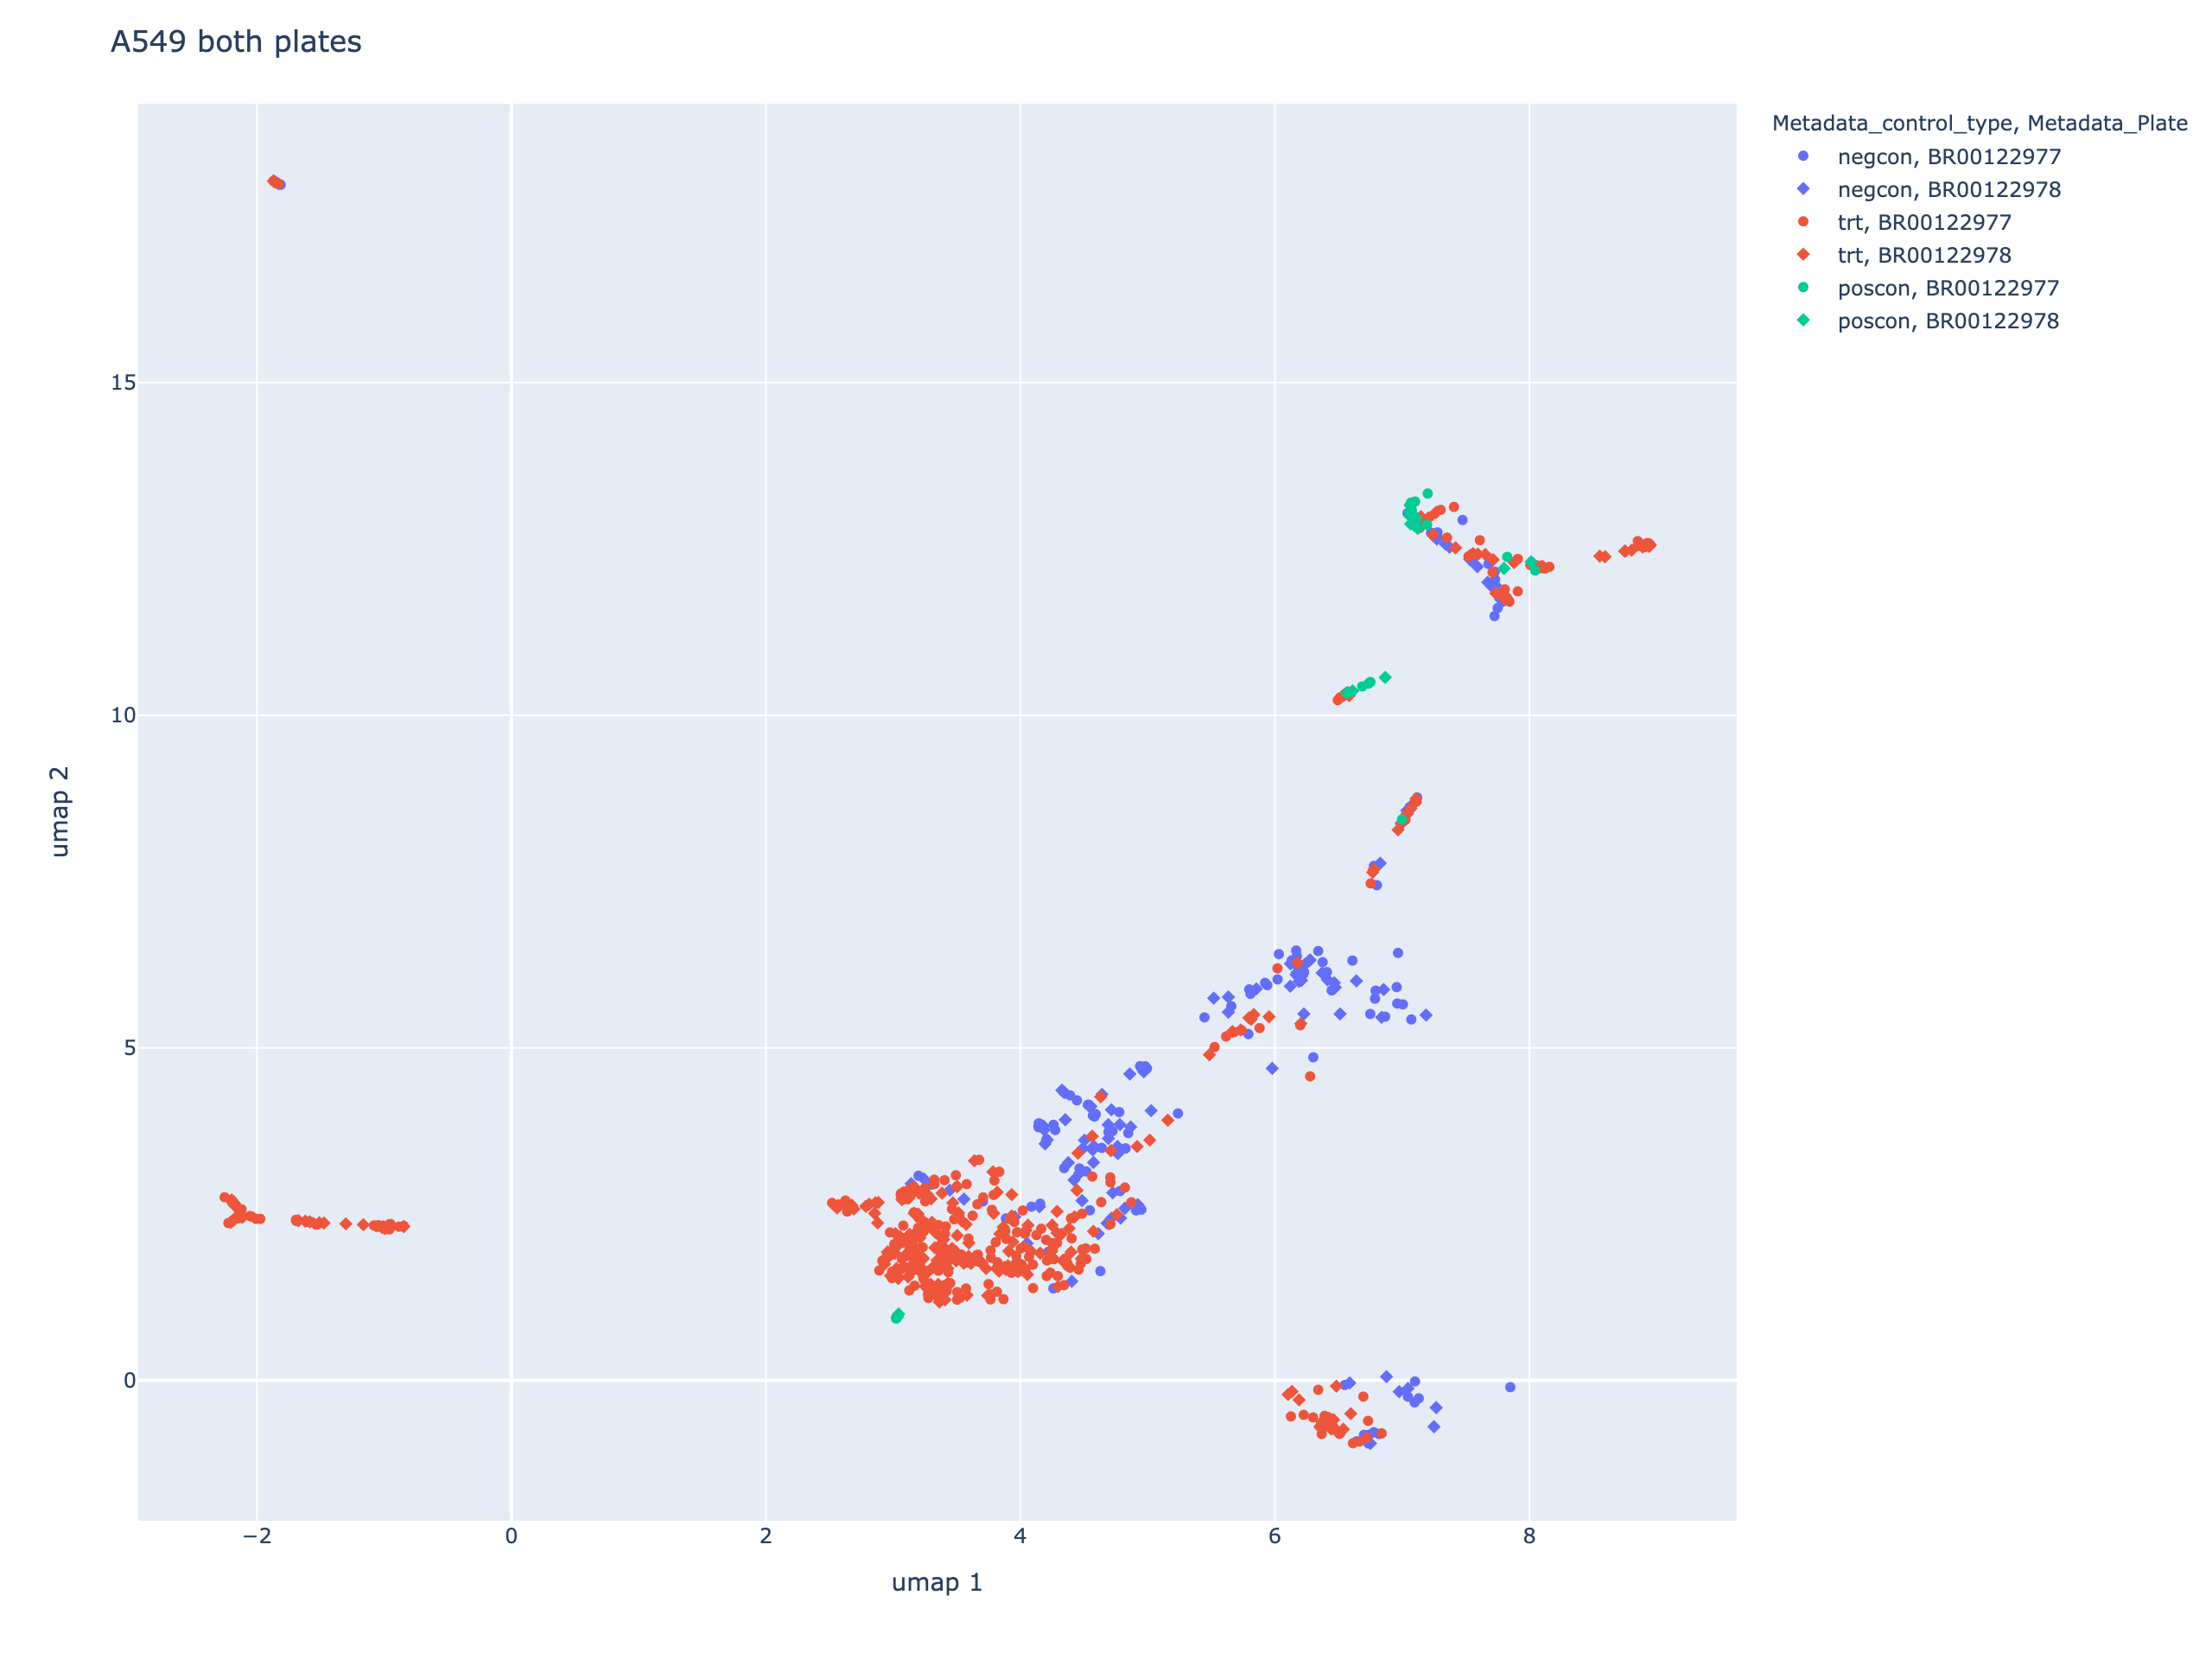 A549 both plates
Metadata_control_type, Metadata_Plate
negcon, BR00122977
negcon, BR00122978
trt, BR00122977
trt, BR00122978
poscon, BR00122977
poscon, BR00122978
15
10
5
0
umap 2
−2
0
2
4
6
8
umap 1